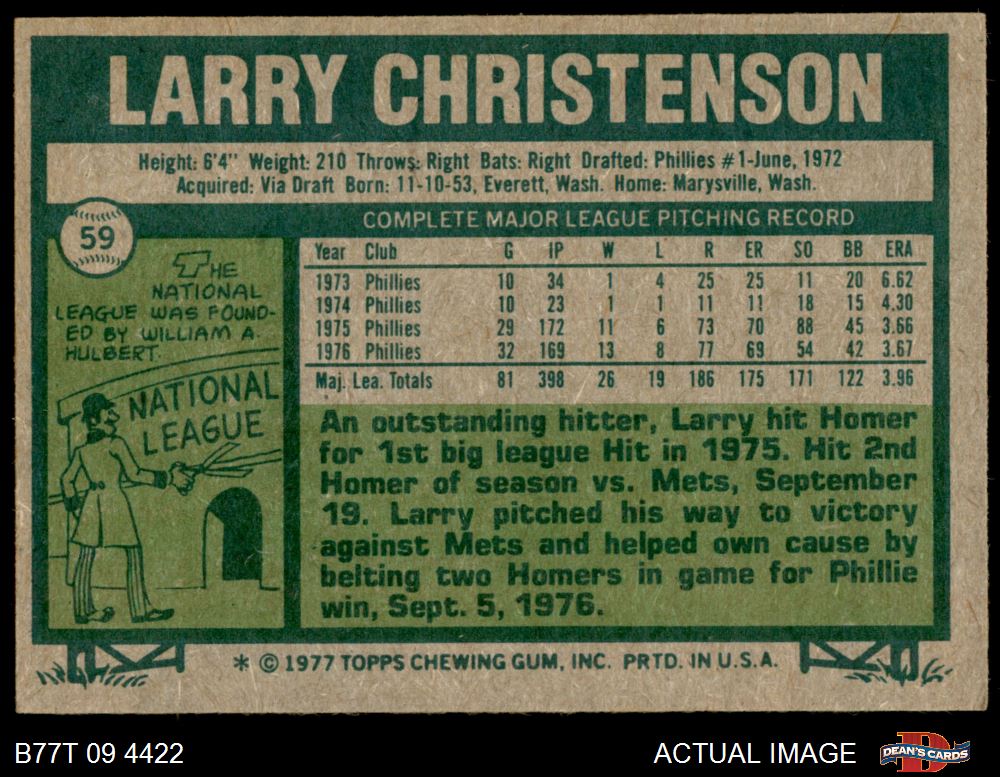 LARRY CHRISTENSON
Height: 6'4" Weight: 210 Throws: Right Bats: Right Drafted: Phillies #1-June, 1972
Acquired: Via Draft Born: 11-10-53, Everett, Wash. Home: Marysville, Wash.
59
COMPLETE MAJOR LEAGUE PITCHING RECORD
Year Club G IP W L R ER SO BB ERA
1973 Phillies 10 34 1 4 25 25 11 20 6.62
1974 Phillies 10 23 1 1 11 11 18 15 4.30
1975 Phillies 29 172 11 6 73 70 88 45 3.66
1976 Phillies 32 169 13 8 77 69 54 42 3.67
Maj. Lea. Totals 81 398 26 19 186 175 171 122 3.96
THE
NATIONAL
LEAGUE WAS FOUND-
ED BY WILLIAM A.
HULBERT.
NATIONAL
LEAGUE
An outstanding hitter, Larry hit Homer
for 1st big league Hit in 1975. Hit 2nd
Homer of season vs. Mets, September
19. Larry pitched his way to victory
against Mets and helped own cause by
belting two Homers in game for Phillie
win, Sept. 5, 1976.
* © 1977 TOPPS CHEWING GUM, INC. PRTD. IN U.S.A.
B77T 09 4422
ACTUAL IMAGE
D
DEAN'S CARDS